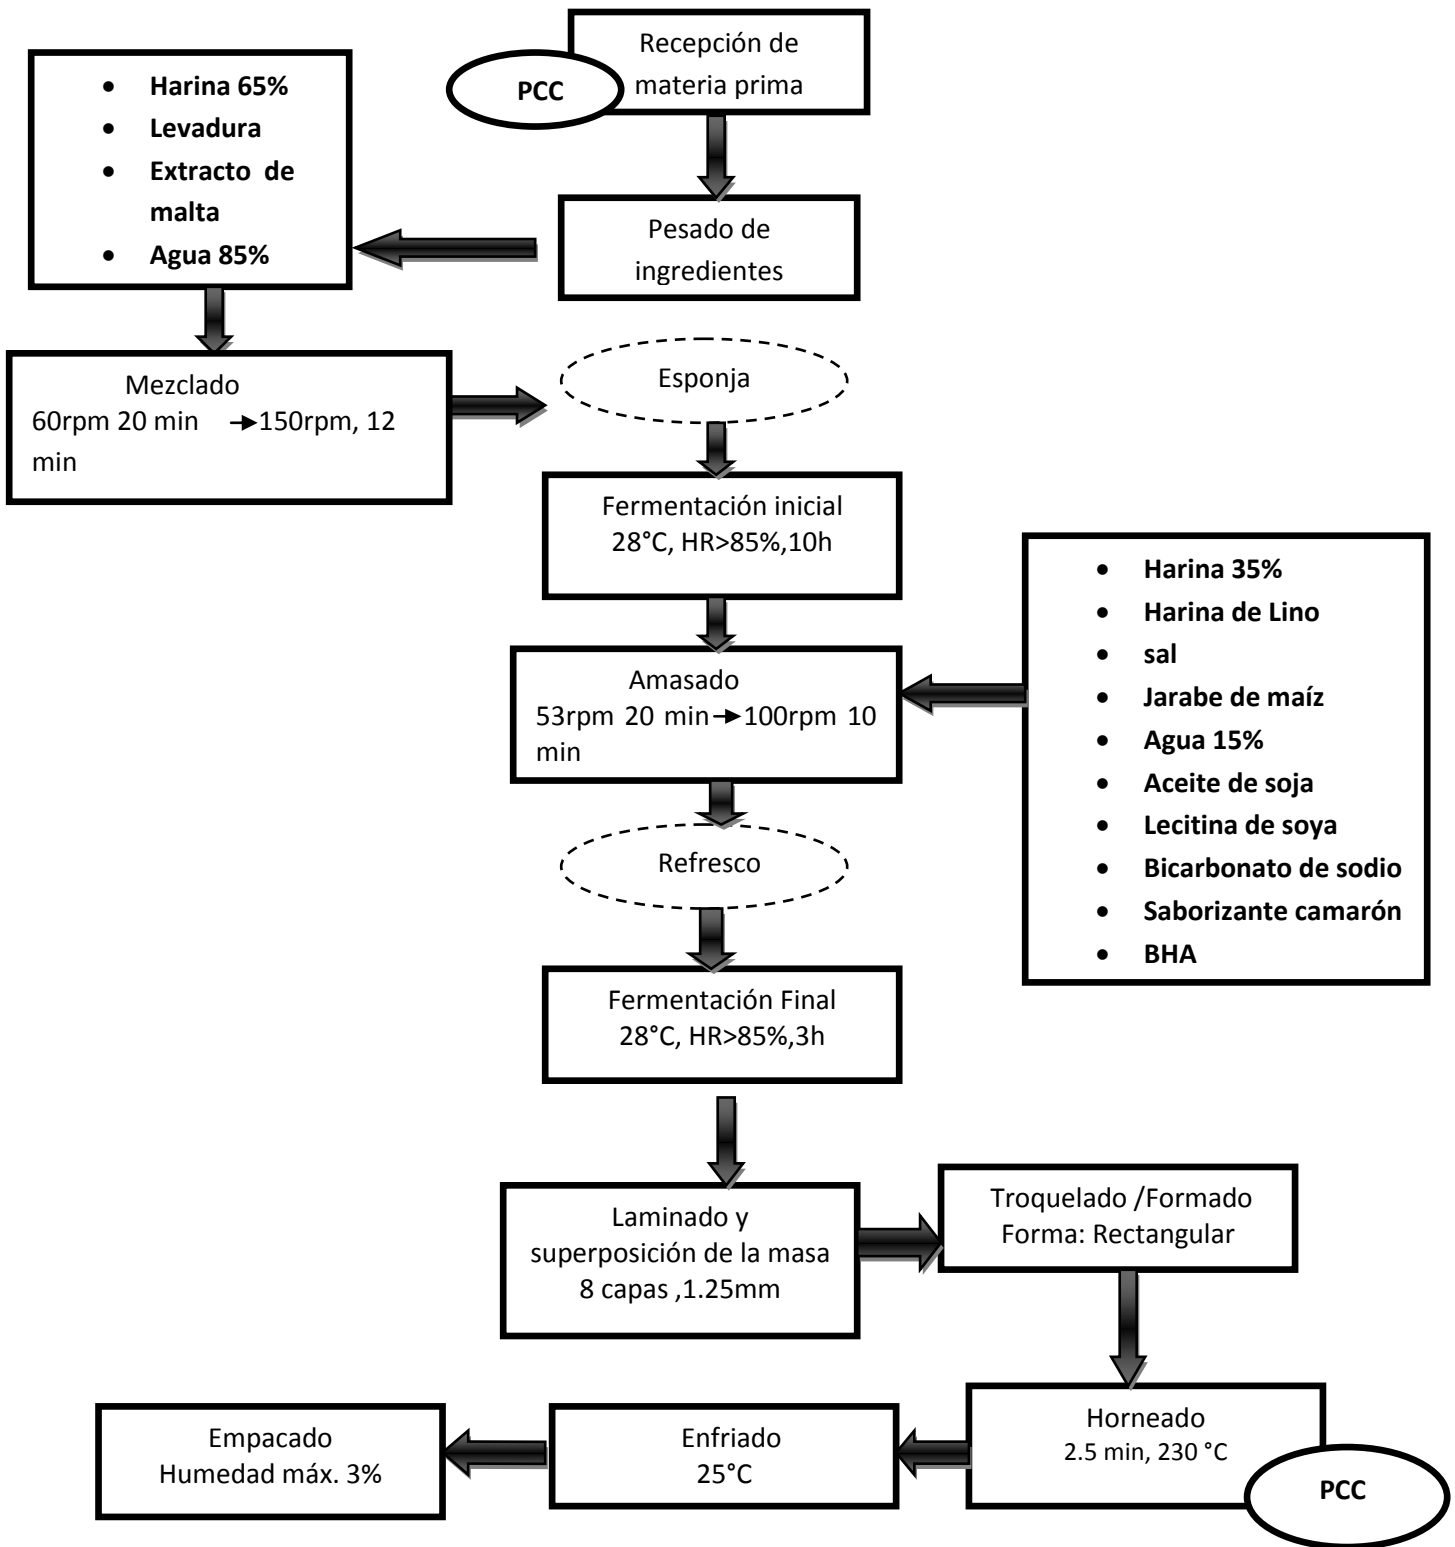 Recepción de
materia prima
PCC
• Harina 65%
• Levadura
• Extracto de
malta
• Agua 85%
Pesado de
ingredientes
Mezclado
60rpm 20 min →150rpm, 12
min
Esponja
Fermentación inicial
28°C, HR>85%,10h
• Harina 35%
• Harina de Lino
• sal
• Jarabe de maíz
• Agua 15%
• Aceite de soja
• Lecitina de soya
• Bicarbonato de sodio
• Saborizante camarón
• BHA
Amasado
53rpm 20 min→100rpm 10
min
Refresco
Fermentación Final
28°C, HR>85%,3h
Laminado y
superposición de la masa
8 capas ,1.25mm
Troquelado /Formado
Forma: Rectangular
Horneado
2.5 min, 230 °C
PCC
Enfriado
25°C
Empacado
Humedad máx. 3%